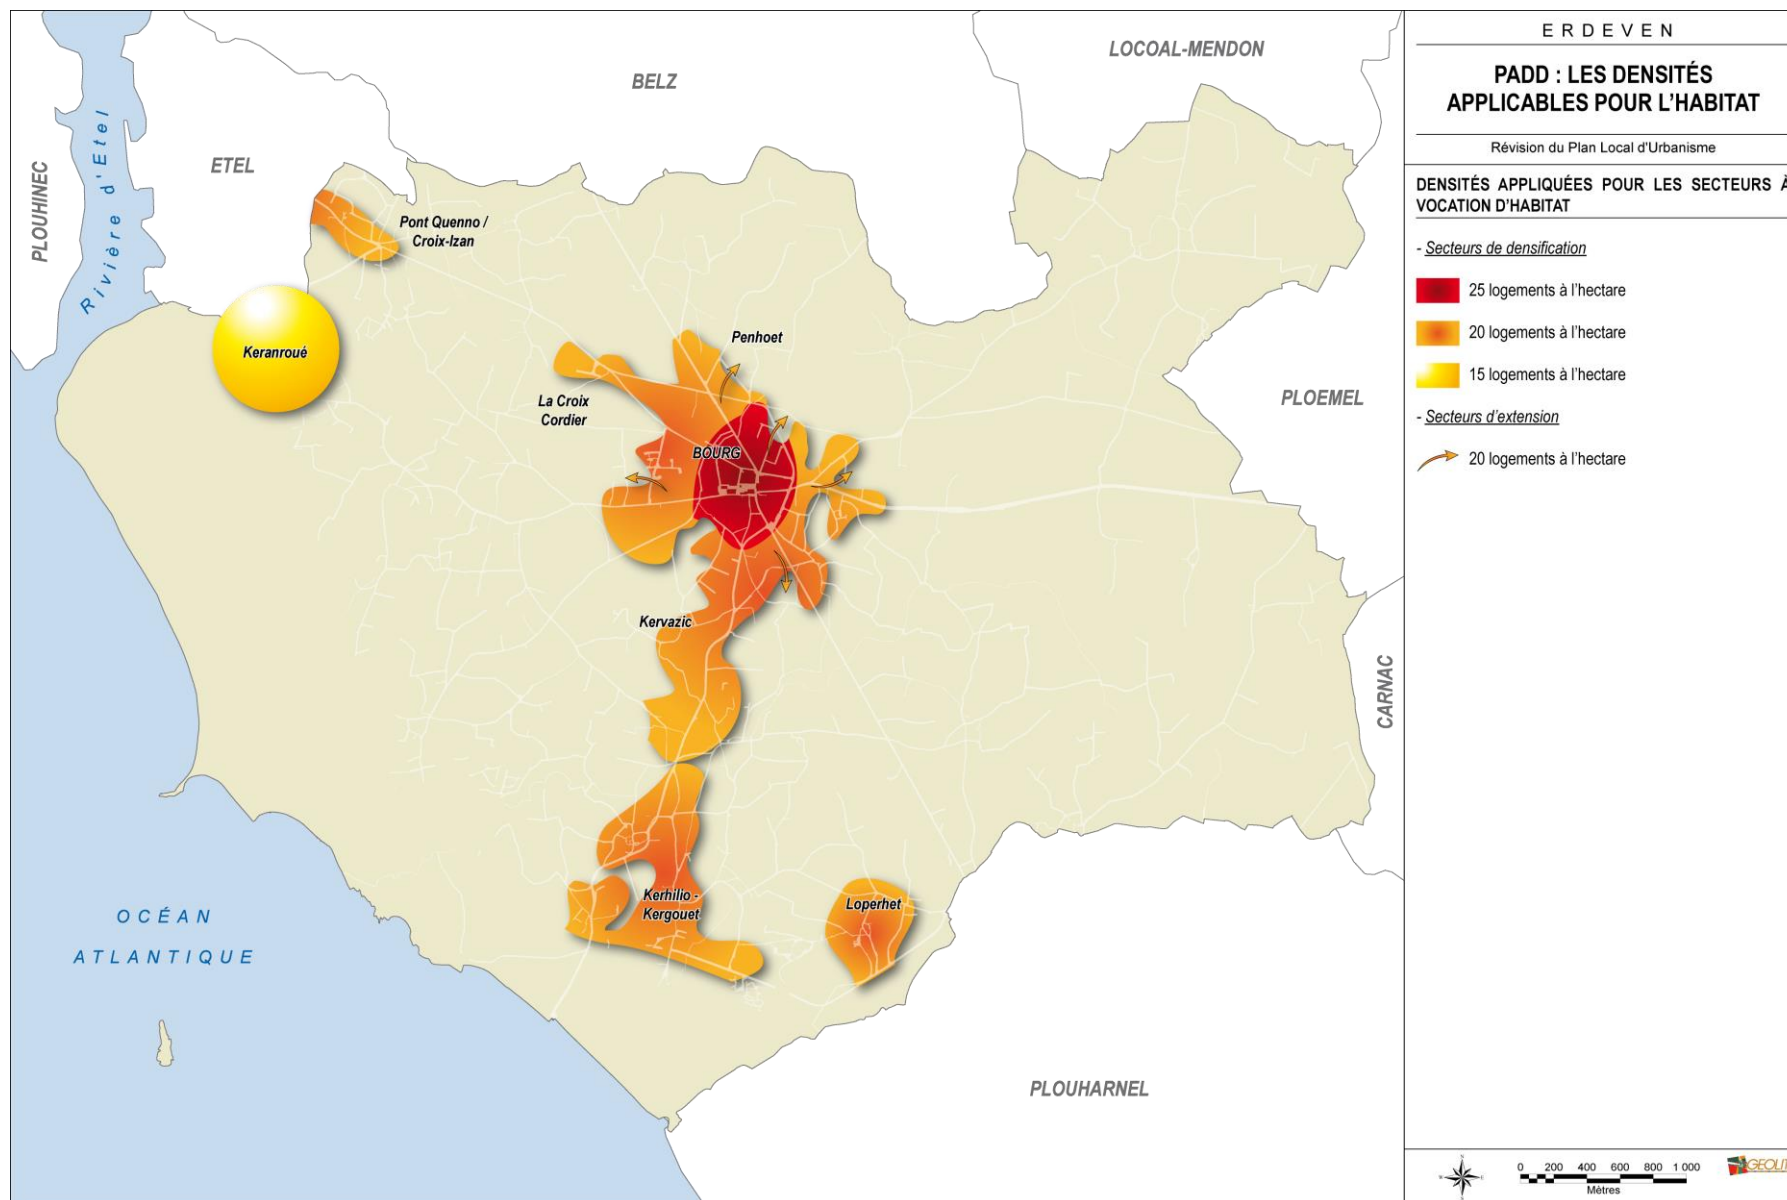 ERDEVEN
PADD : LES DENSITÉS
APPLICABLES POUR L'HABITAT
Révision du Plan Local d'Urbanisme
DENSITÉS APPLIQUÉES POUR LES SECTEURS À
VOCATION D'HABITAT
- Secteurs de densification
25 logements à l'hectare
20 logements à l'hectare
15 logements à l'hectare
- Secteurs d'extension
20 logements à l'hectare
LOCOAL-MENDON
BELZ
ETEL
PLOUHINEC
Rivière d'Etel
Pont Quenno /
Croix-Izan
Keranroué
Penhoet
La Croix
Cordier
BOURG
PLOEMEL
Kervazic
CARNAC
Kerhilio -
Kergouet
Loperhet
OCÉAN
ATLANTIQUE
PLOUHARNEL
N
0 200 400 600 800 1 000
Mètres
GEOLIT